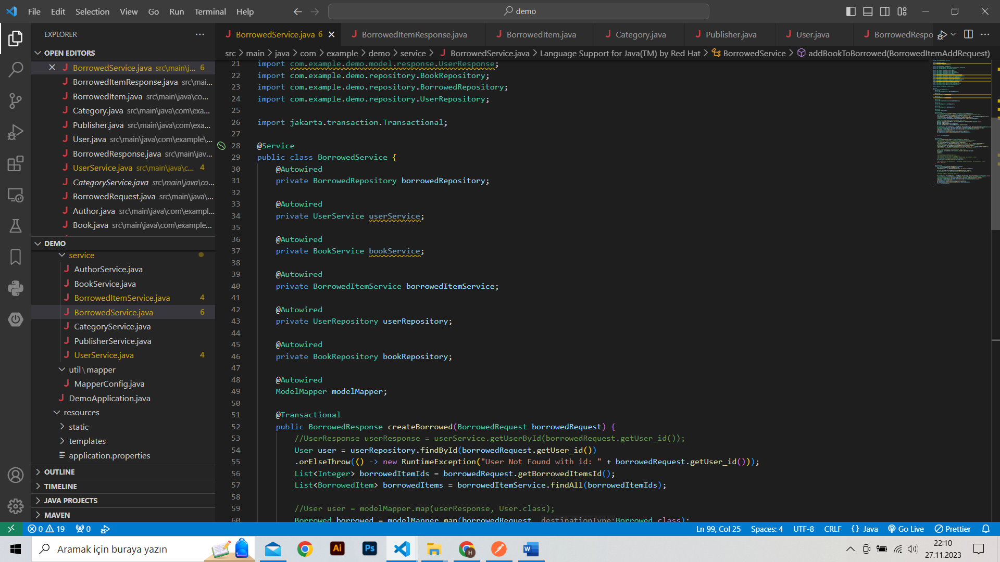 File Edit Selection View Go Run Terminal Help
demo
EXPLORER
OPEN EDITORS
BorrowedService.java src\main\j... 6
BorrowedItemResponse.java src\mai...
BorrowedItem.java src\main\java\co...
Category.java src\main\java\com\exa...
Publisher.java src\main\java\com\exa...
User.java src\main\java\com\example\...
BorrowedResponse.java src\main\jav...
UserService.java src\main\java\c... 4
CategoryService.java src\main\java\co...
BorrowedRequest.java src\main\java\...
Author.java src\main\java\com\exampl...
Book.java src\main\java\com\example...
DEMO
service
AuthorService.java
BookService.java
BorrowedItemService.java 4
BorrowedService.java 6
CategoryService.java
PublisherService.java
UserService.java 4
util\mapper
MapperConfig.java
DemoApplication.java
resources
static
templates
application.properties
OUTLINE
TIMELINE
JAVA PROJECTS
MAVEN
BorrowedService.java 6 BorrowedItemResponse.java BorrowedItem.java Category.java Publisher.java User.java BorrowedRespo
src > main > java > com > example > demo > service > BorrowedService.java > Language Support for Java(TM) by Red Hat > BorrowedService > addBookToBorrowed(BorrowedItemAddRequest)
21 import com.example.demo.model.response.UserResponse;
22 import com.example.demo.repository.BookRepository;
23 import com.example.demo.repository.BorrowedRepository;
24 import com.example.demo.repository.UserRepository;
25
26 import jakarta.transaction.Transactional;
27
28 @Service
29 public class BorrowedService {
30 @Autowired
31 private BorrowedRepository borrowedRepository;
32
33 @Autowired
34 private UserService userService;
35
36 @Autowired
37 private BookService bookService;
38
39 @Autowired
40 private BorrowedItemService borrowedItemService;
41
42 @Autowired
43 private UserRepository userRepository;
44
45 @Autowired
46 private BookRepository bookRepository;
47
48 @Autowired
49 ModelMapper modelMapper;
50
51 @Transactional
52 public BorrowedResponse createBorrowed(BorrowedRequest borrowedRequest) {
53 //UserResponse userResponse = userService.getUserById(borrowedRequest.getUser_id());
54 User user = userRepository.findById(borrowedRequest.getUser_id())
55 .orElseThrow(() -> new RuntimeException("User Not Found with id: " + borrowedRequest.getUser_id()));
56 List<Integer> borrowedItemIds = borrowedRequest.getBorrowedItemsId();
57 List<BorrowedItem> borrowedItems = borrowedItemService.findAll(borrowedItemIds);
58
59 //User user = modelMapper.map(userResponse, User.class);
60 Borrowed borrowed = modelMapper.map(borrowedRequest, destinationType:Borrowed.class);
0 19 0 Ln 99, Col 25 Spaces: 4 UTF-8 CRLF {} Java Go Live Prettier
Aramak için buraya yazın
Ai Ps H W
22:10
27.11.2023